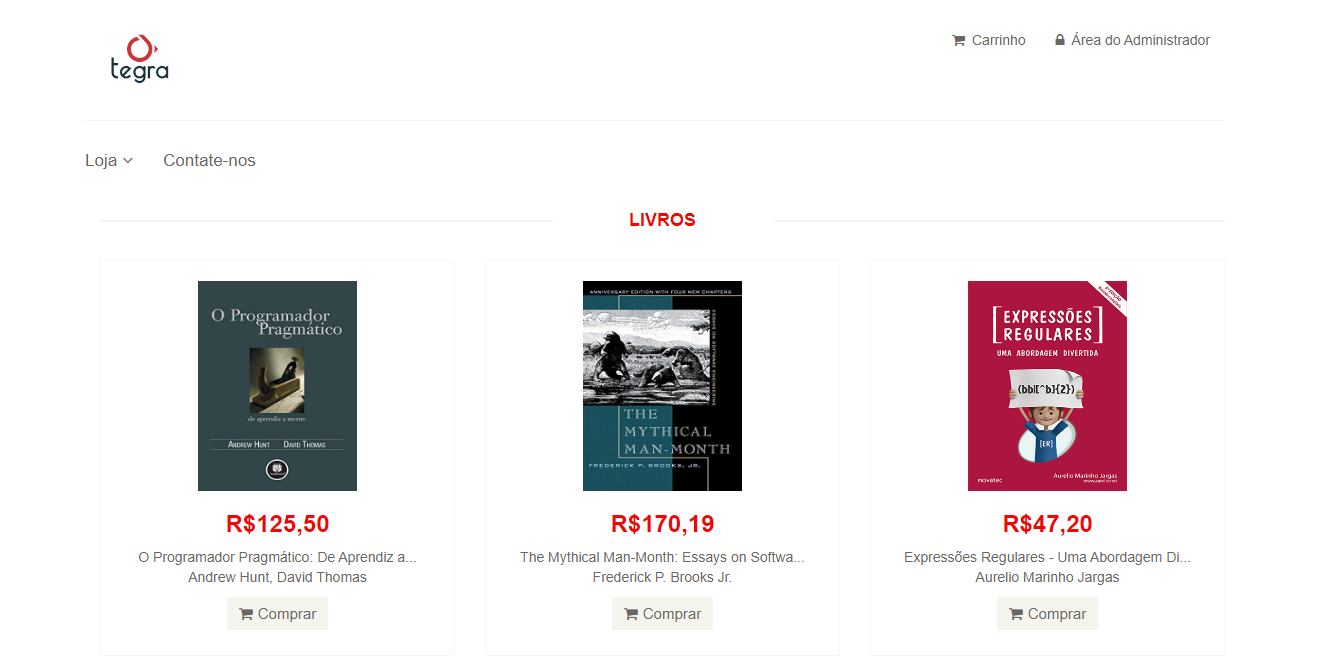 tegra
Carrinho
Área do Administrador
Loja
Contate-nos
LIVROS
O Programador
Pragmático
de aprendiz a mestre
ANDREW HUNT DAVID THOMAS
R$125,50
O Programador Pragmático: De Aprendiz a...
Andrew Hunt, David Thomas
Comprar
ANNIVERSARY EDITION WITH FOUR NEW CHAPTERS
ESSAYS ON SOFTWARE ENGINEERING
THE
MYTHICAL
MAN-MONTH
FREDERICK P. BROOKS, JR.
R$170,19
The Mythical Man-Month: Essays on Softwa...
Frederick P. Brooks Jr.
Comprar
[EXPRESSÕES
REGULARES]
UMA ABORDAGEM DIVERTIDA
(bb|[^b]{2})
[ER]
novatec
Aurelio Marinho Jargas
R$47,20
Expressões Regulares - Uma Abordagem Di...
Aurelio Marinho Jargas
Comprar